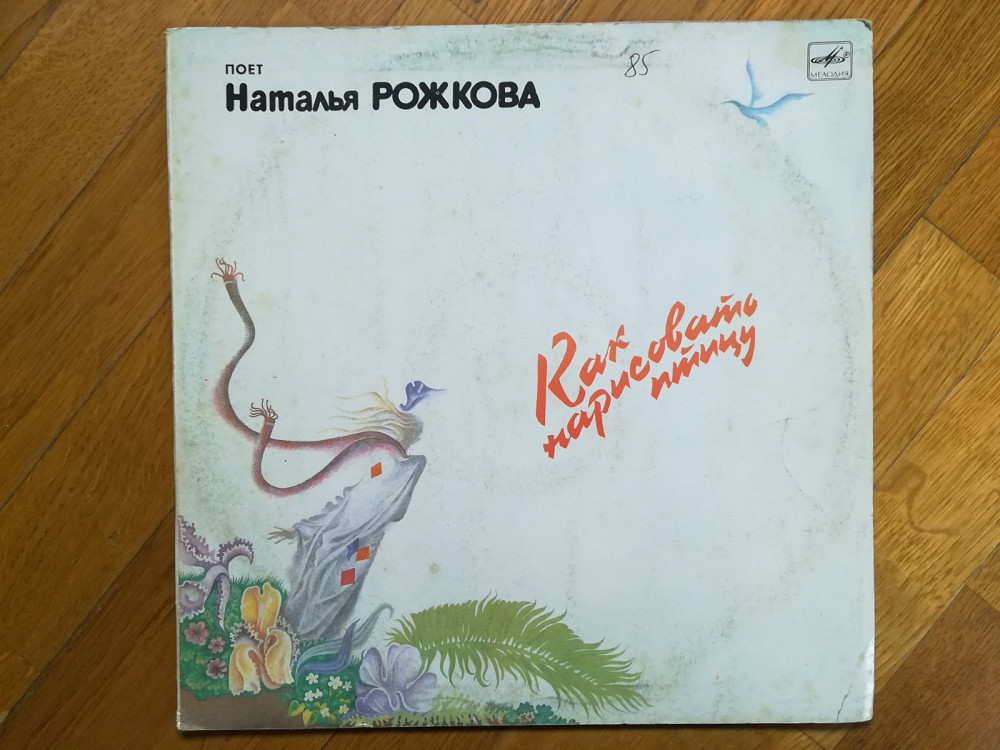 ПОЕТ
Наталья РОЖКОВА
85
МЕЛОДИЯ
Как
нарисовать
птицу